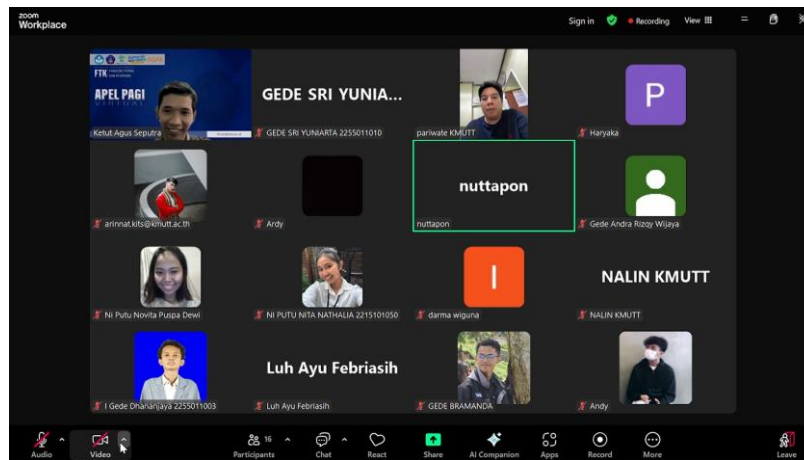 zoom
Workplace
Sign in
Recording
View
FTK
APEL PAGI
VIRTUAL
Ketut Agus Seputra
GEDE SRI YUNIA...
GEDE SRI YUNIARTA 2255011010
pariwate KMUTT
P
Haryaka
arinnat.kits@kmutt.ac.th
Ardy
nuttapon
nuttapon
Gede Andra Rizqy Wijaya
Ni Putu Novita Puspa Dewi
NI PUTU NITA NATHALIA 2215101050
I
darma wiguna
NALIN KMUTT
NALIN KMUTT
I Gede Dhananjaya 2255011003
Luh Ayu Febriasih
Luh Ayu Febriasih
GEDE BRAMANDA
Andy
Audio
Video
16
Participants
Chat
React
Share
AI Companion
Apps
Record
More
Leave